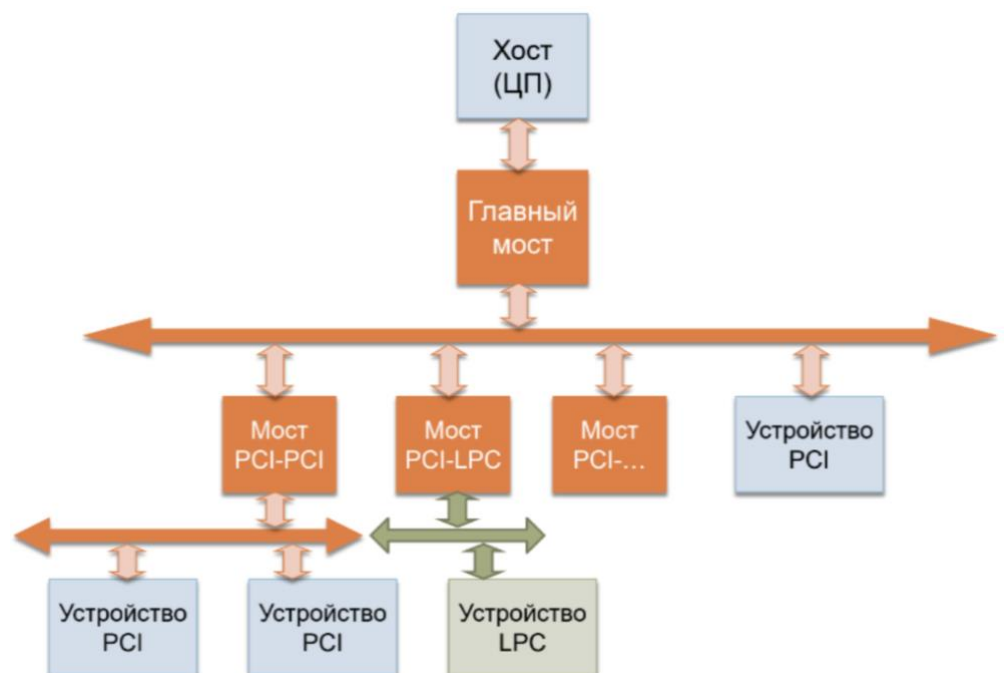 Хост
(ЦП)
Главный
мост
Мост
PCI-PCI
Мост
PCI-LPC
Мост
PCI-...
Устройство
PCI
Устройство
PCI
Устройство
PCI
Устройство
LPC